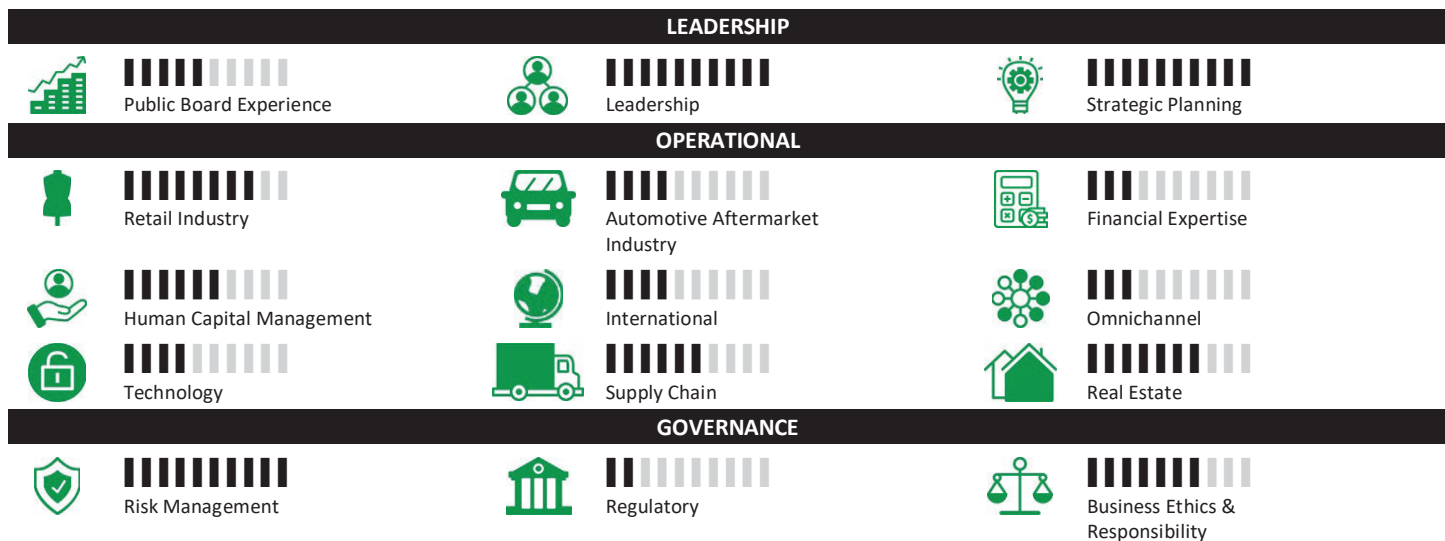 LEADERSHIP
Public Board Experience
Leadership
Strategic Planning
OPERATIONAL
Retail Industry
Automotive Aftermarket
Industry
Financial Expertise
Human Capital Management
International
Omnichannel
Technology
Supply Chain
Real Estate
GOVERNANCE
Risk Management
Regulatory
Business Ethics &
Responsibility